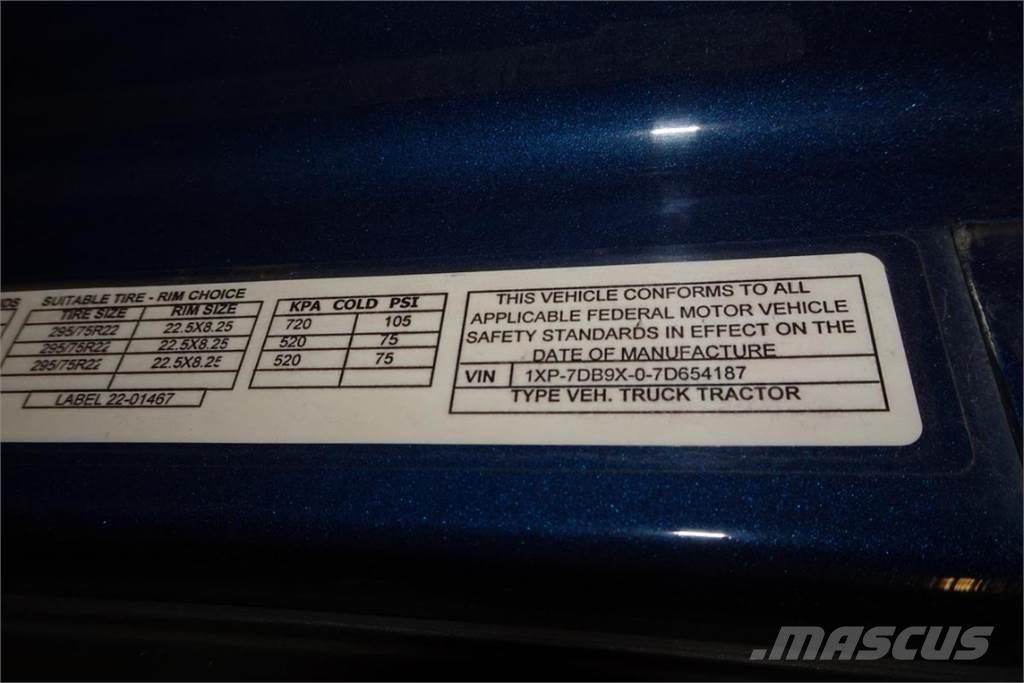 SUITABLE TIRE - RIM CHOICE
TIRE SIZE RIM SIZE
295/75R22 22.5X8.25
295/75R22 22.5X8.25
295/75R22 22.5X8.25
LABEL 22-01467
KPA COLD PSI
720 105
520 75
520 75
THIS VEHICLE CONFORMS TO ALL
APPLICABLE FEDERAL MOTOR VEHICLE
SAFETY STANDARDS IN EFFECT ON THE
DATE OF MANUFACTURE
VIN 1XP-7DB9X-0-7D654187
TYPE VEH. TRUCK TRACTOR
.MASCUS